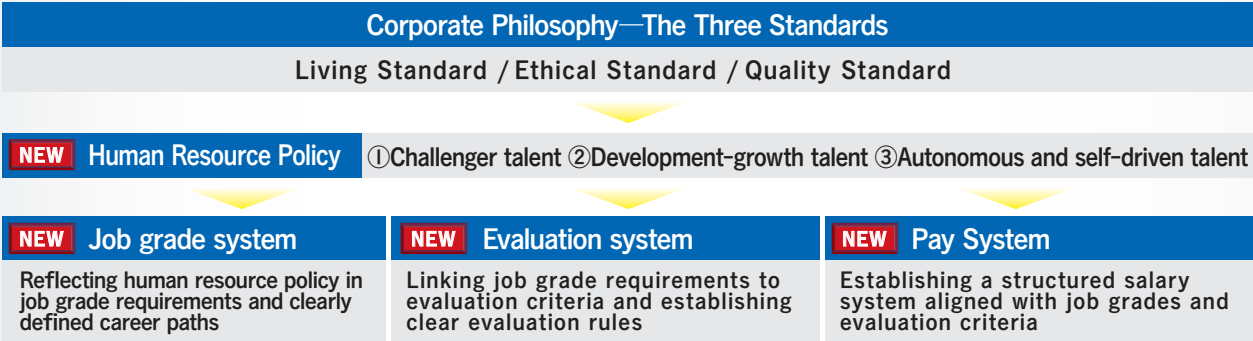 Corporate Philosophy—The Three Standards
Living Standard / Ethical Standard / Quality Standard
NEW Human Resource Policy ①Challenger talent ②Development-growth talent ③Autonomous and self-driven talent
NEW Job grade system
Reflecting human resource policy in
job grade requirements and clearly
defined career paths
NEW Evaluation system
Linking job grade requirements to
evaluation criteria and establishing
clear evaluation rules
NEW Pay System
Establishing a structured salary
system aligned with job grades and
evaluation criteria